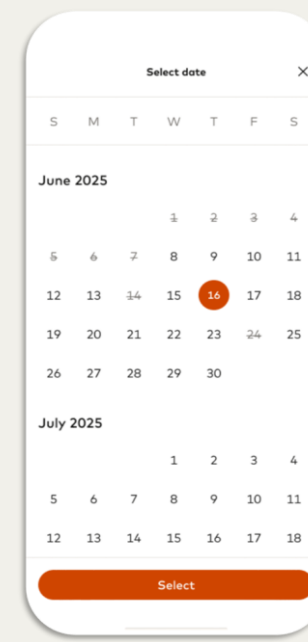 Select date
S M T W T F S
June 2025
1 2 3 4
5 6 7 8 9 10 11
12 13 14 15 16 17 18
19 20 21 22 23 24 25
26 27 28 29 30
July 2025
1 2 3 4
5 6 7 8 9 10 11
12 13 14 15 16 17 18
Select